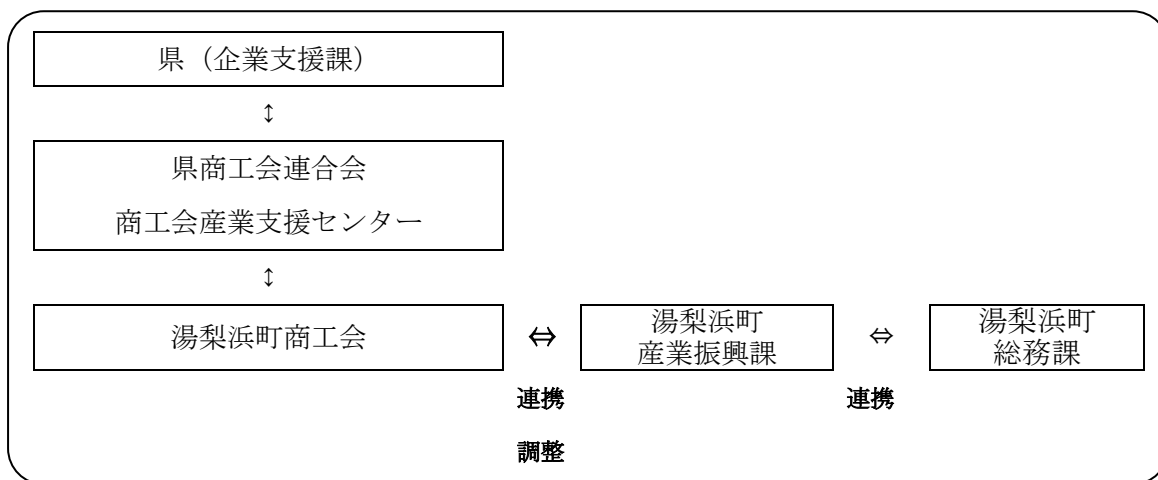 県（企業支援課）
↕
県商工会連合会
商工会産業支援センター
↕
湯梨浜町商工会 ⇔ 湯梨浜町 産業振興課 ⇔ 湯梨浜町 総務課
連携 連携
調整